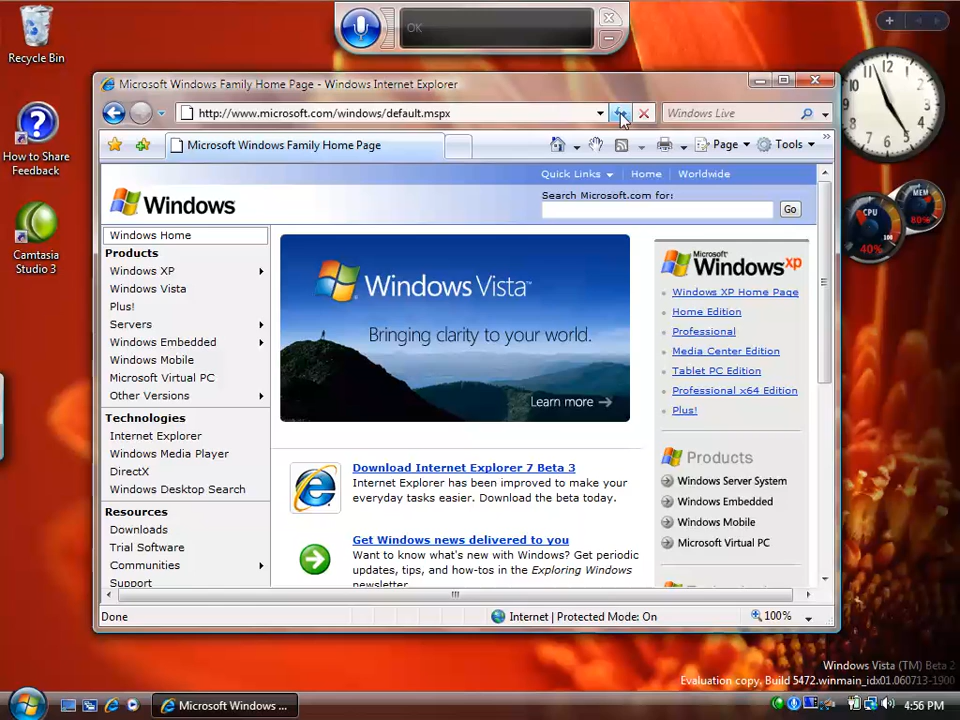 Recycle Bin
How to Share
Feedback
Camtasia
Studio 3
OK
Microsoft Windows Family Home Page - Windows Internet Explorer
http://www.microsoft.com/windows/default.mspx
Windows Live
Microsoft Windows Family Home Page
Page
Tools
Quick Links
Home
Worldwide
Windows
Search Microsoft.com for:
Go
Windows Home
Products
Windows XP
Windows Vista
Plus!
Servers
Windows Embedded
Windows Mobile
Microsoft Virtual PC
Other Versions
Technologies
Internet Explorer
Windows Media Player
DirectX
Windows Desktop Search
Resources
Downloads
Trial Software
Communities
Support
Windows Vista™
Bringing clarity to your world.
Learn more
Download Internet Explorer 7 Beta 3
Internet Explorer has been improved to make your
everyday tasks easier. Download the beta today.
Get Windows news delivered to you
Want to know what's new with Windows? Get periodic
updates, tips, and how-tos in the Exploring Windows
newsletter.
Microsoft
Windows xp
Windows XP Home Page
Home Edition
Professional
Media Center Edition
Tablet PC Edition
Professional x64 Edition
Plus!
Products
Windows Server System
Windows Embedded
Windows Mobile
Microsoft Virtual PC
Done
Internet | Protected Mode: On
100%
12
CPU
100
40%
MEM
80%
Windows Vista (TM) Beta 2
Evaluation copy. Build 5472.winmain_idx01.060713-1900
Microsoft Windows ...
4:56 PM